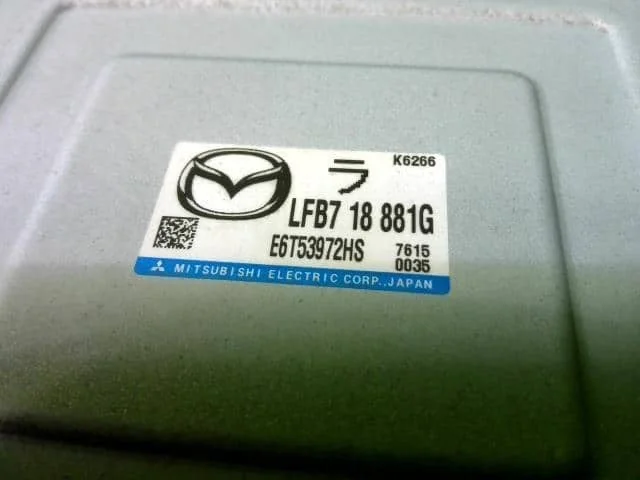 K6266
ラ
LFB7 18 881G
E6T53972HS
7615
0035
MITSUBISHI ELECTRIC CORP., JAPAN